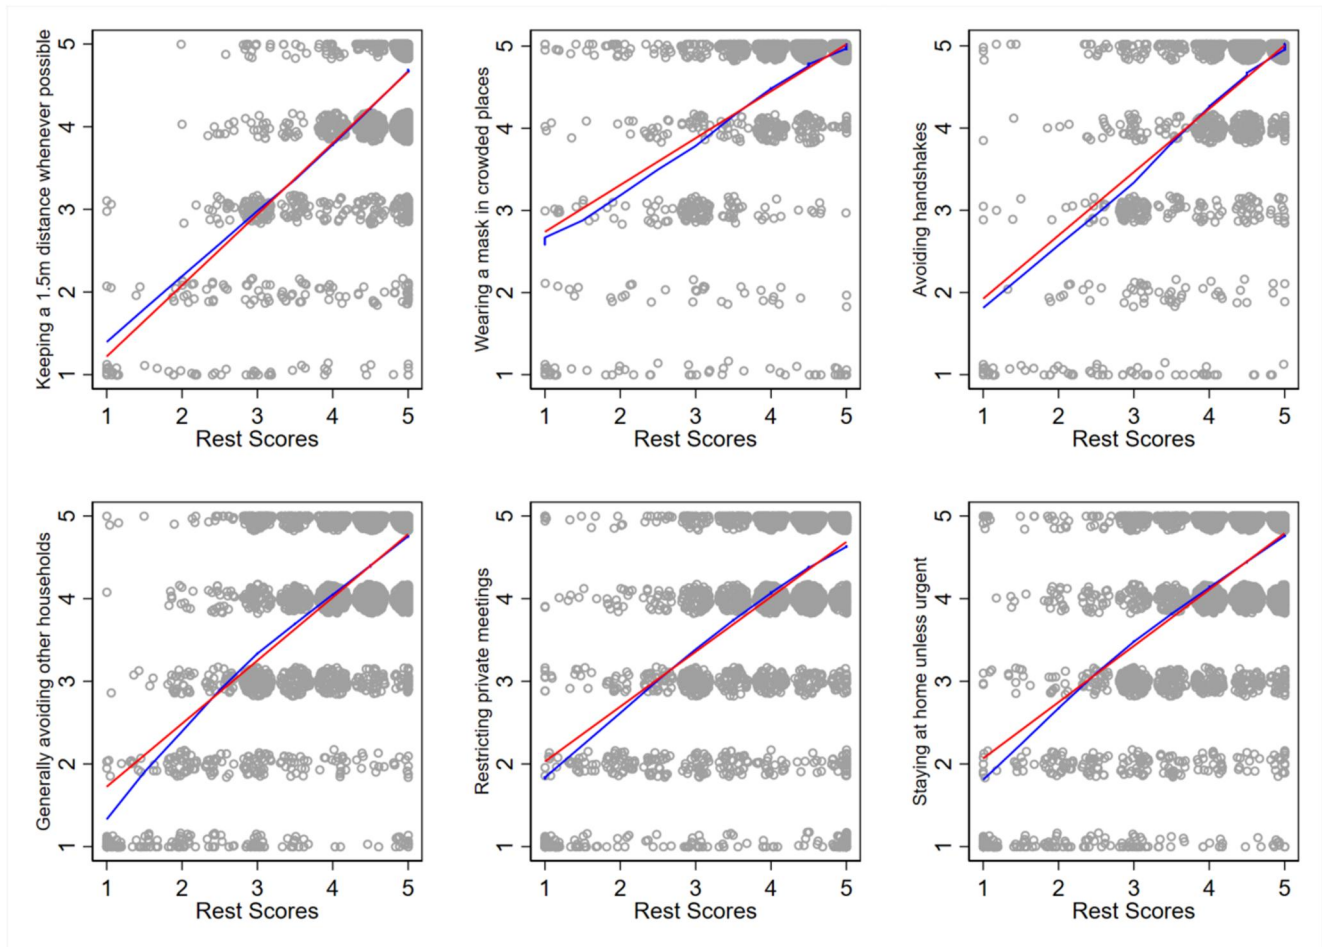 Keeping a 1.5m distance whenever possible
5
4
3
2
1
1 2 3 4 5
Rest Scores
Wearing a mask in crowded places
5
4
3
2
1
1 2 3 4 5
Rest Scores
Avoiding handshakes
5
4
3
2
1
1 2 3 4 5
Rest Scores
Generally avoiding other households
5
4
3
2
1
1 2 3 4 5
Rest Scores
Restricting private meetings
5
4
3
2
1
1 2 3 4 5
Rest Scores
Staying at home unless urgent
5
4
3
2
1
1 2 3 4 5
Rest Scores